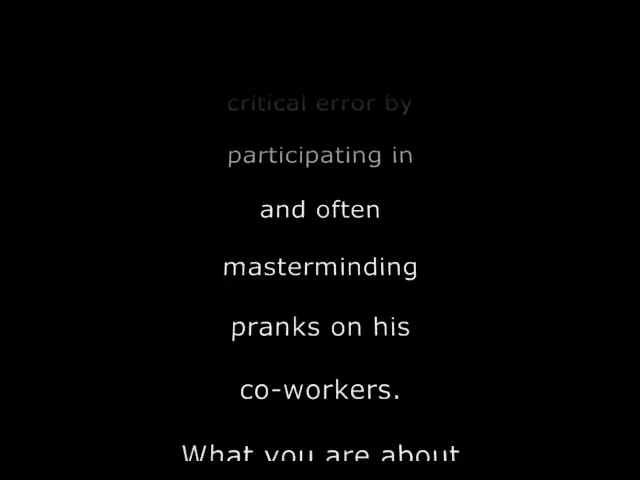 critical error by
participating in
and often
masterminding
pranks on his
co-workers.
What you are about